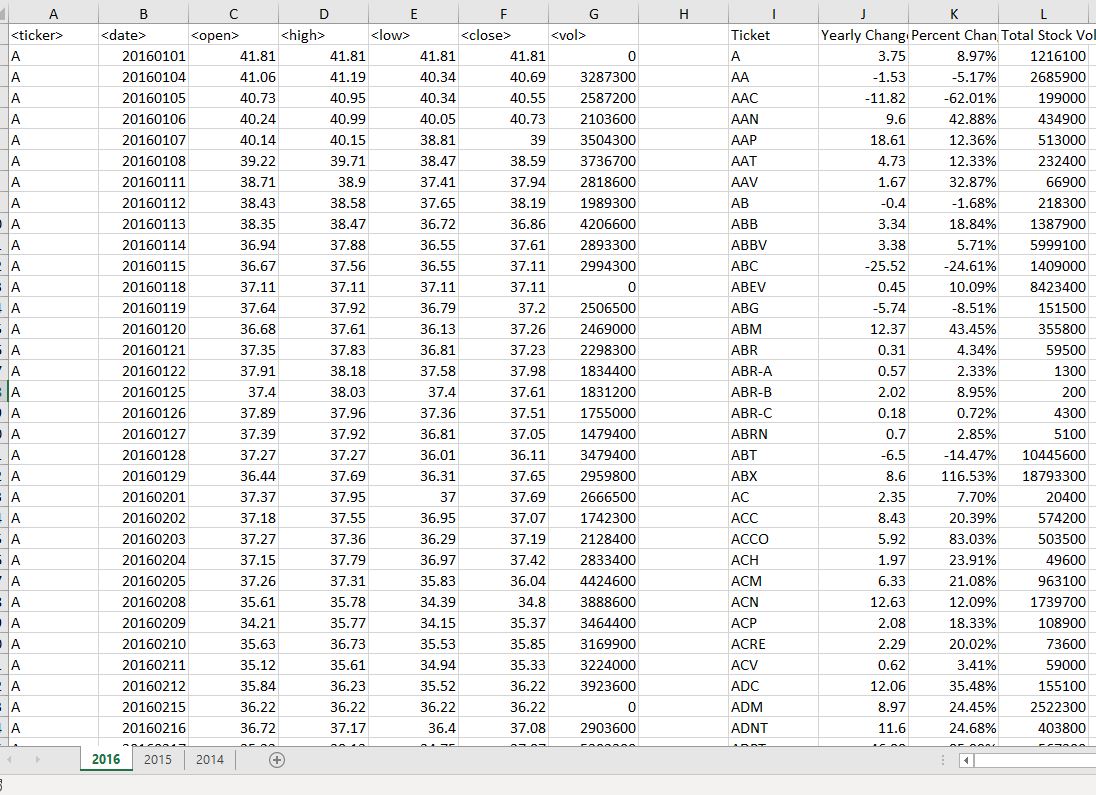 A B C D E F G H I J K L
<ticker> <date> <open> <high> <low> <close> <vol> Ticket Yearly Chang Percent Chan Total Stock Vol
A 20160101 41.81 41.81 41.81 41.81 0 A 3.75 8.97% 1216100
A 20160104 41.06 41.19 40.34 40.69 3287300 AA -1.53 -5.17% 2685900
A 20160105 40.73 40.95 40.34 40.55 2587200 AAC -11.82 -62.01% 199000
A 20160106 40.24 40.99 40.05 40.73 2103600 AAN 9.6 42.88% 434900
A 20160107 40.14 40.15 38.81 39 3504300 AAP 18.61 12.36% 513000
A 20160108 39.22 39.71 38.47 38.59 3736700 AAT 4.73 12.33% 232400
A 20160111 38.71 38.9 37.41 37.94 2818600 AAV 1.67 32.87% 66900
A 20160112 38.43 38.58 37.65 38.19 1989300 AB -0.4 -1.68% 218300
A 20160113 38.35 38.47 36.72 36.86 4206600 ABB 3.34 18.84% 1387900
A 20160114 36.94 37.88 36.55 37.61 2893300 ABBV 3.38 5.71% 5999100
A 20160115 36.67 37.56 36.55 37.11 2994300 ABC -25.52 -24.61% 1409000
A 20160118 37.11 37.11 37.11 37.11 0 ABEV 0.45 10.09% 8423400
A 20160119 37.64 37.92 36.79 37.2 2506500 ABG -5.74 -8.51% 151500
A 20160120 36.68 37.61 36.13 37.26 2469000 ABM 12.37 43.45% 355800
A 20160121 37.35 37.83 36.81 37.23 2298300 ABR 0.31 4.34% 59500
A 20160122 37.91 38.18 37.58 37.98 1834400 ABR-A 0.57 2.33% 1300
A 20160125 37.4 38.03 37.4 37.61 1831200 ABR-B 2.02 8.95% 200
A 20160126 37.89 37.96 37.36 37.51 1755000 ABR-C 0.18 0.72% 4300
A 20160127 37.39 37.92 36.81 37.05 1479400 ABRN 0.7 2.85% 5100
A 20160128 37.27 37.27 36.01 36.11 3479400 ABT -6.5 -14.47% 10445600
A 20160129 36.44 37.69 36.31 37.65 2959800 ABX 8.6 116.53% 18793300
A 20160201 37.37 37.95 37 37.69 2666500 AC 2.35 7.70% 20400
A 20160202 37.18 37.55 36.95 37.07 1742300 ACC 8.43 20.39% 574200
A 20160203 37.27 37.36 36.29 37.19 2128400 ACCO 5.92 83.03% 503500
A 20160204 37.15 37.79 36.97 37.42 2833400 ACH 1.97 23.91% 49600
A 20160205 37.26 37.31 35.83 36.04 4424600 ACM 6.33 21.08% 963100
A 20160208 35.61 35.78 34.39 34.8 3888600 ACN 12.63 12.09% 1739700
A 20160209 34.21 35.77 34.15 35.37 3464400 ACP 2.08 18.33% 108900
A 20160210 35.63 36.73 35.53 35.85 3169900 ACRE 2.29 20.02% 73600
A 20160211 35.12 35.61 34.94 35.33 3224000 ACV 0.62 3.41% 59000
A 20160212 35.84 36.23 35.52 36.22 3923600 ADC 12.06 35.48% 155100
A 20160215 36.22 36.22 36.22 36.22 0 ADM 8.97 24.45% 2522300
A 20160216 36.72 37.17 36.4 37.08 2903600 ADNT 11.6 24.68% 403800
2016 2015 2014